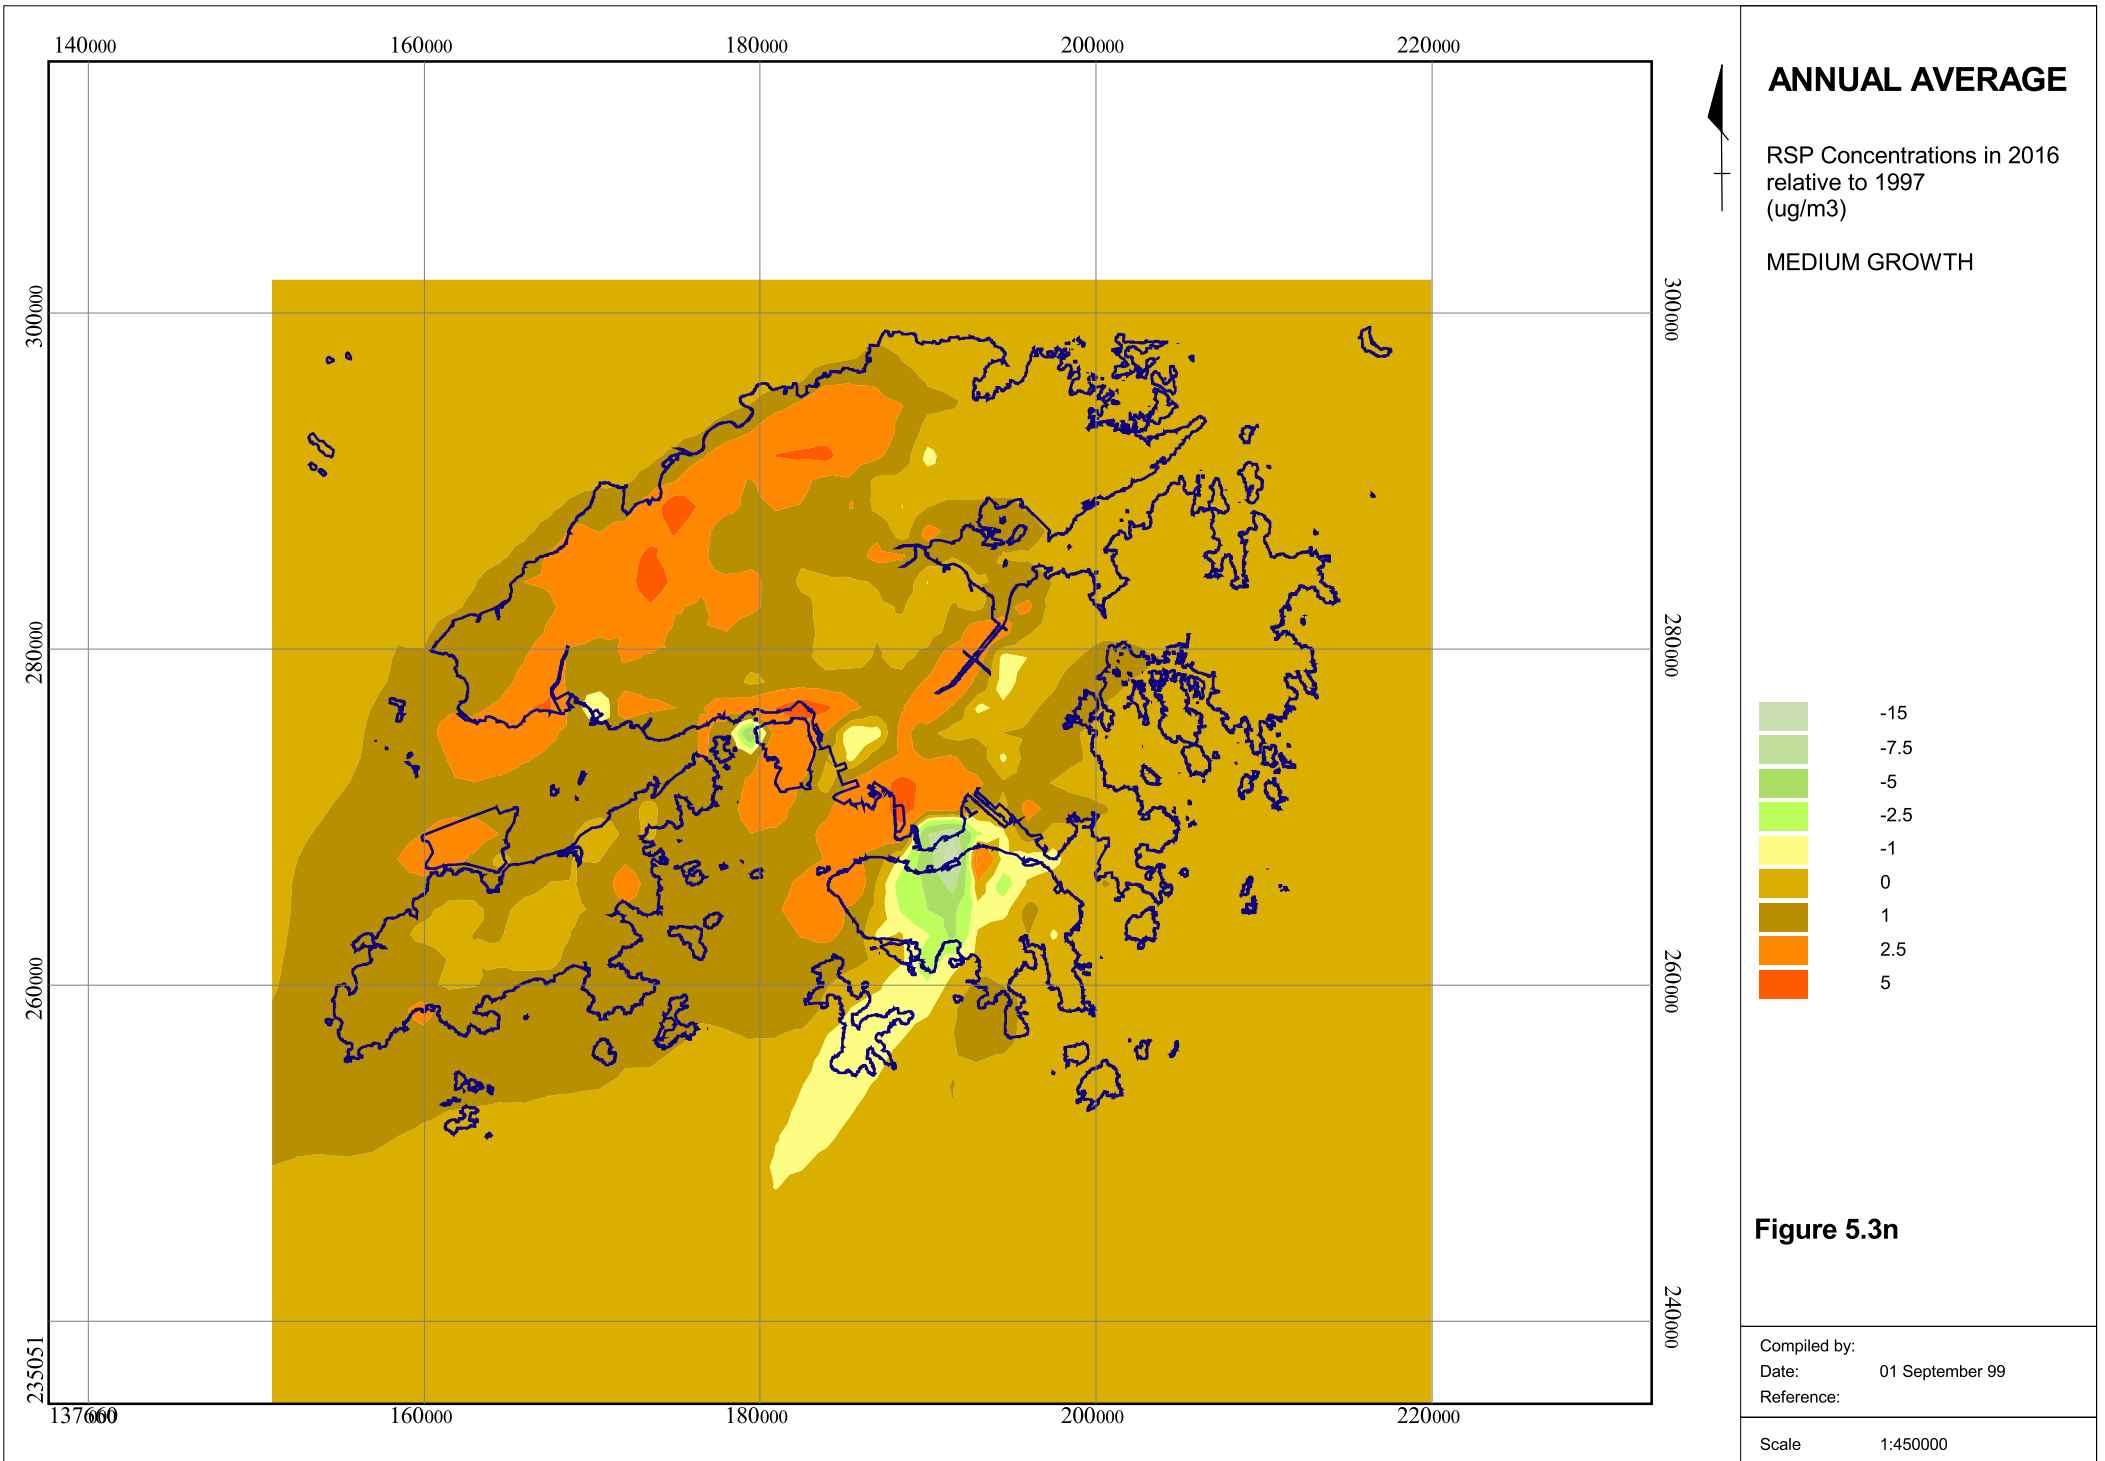 140000 160000 180000 200000 220000
300000
280000
260000
240000
300000
280000
260000
235051
160000 180000 200000 220000
ANNUAL AVERAGE
RSP Concentrations in 2016
relative to 1997
(ug/m3)
MEDIUM GROWTH
-15
-7.5
-5
-2.5
-1
0
1
2.5
5
Figure 5.3n
Compiled by:
Date: 01 September 99
Reference:
Scale 1:450000